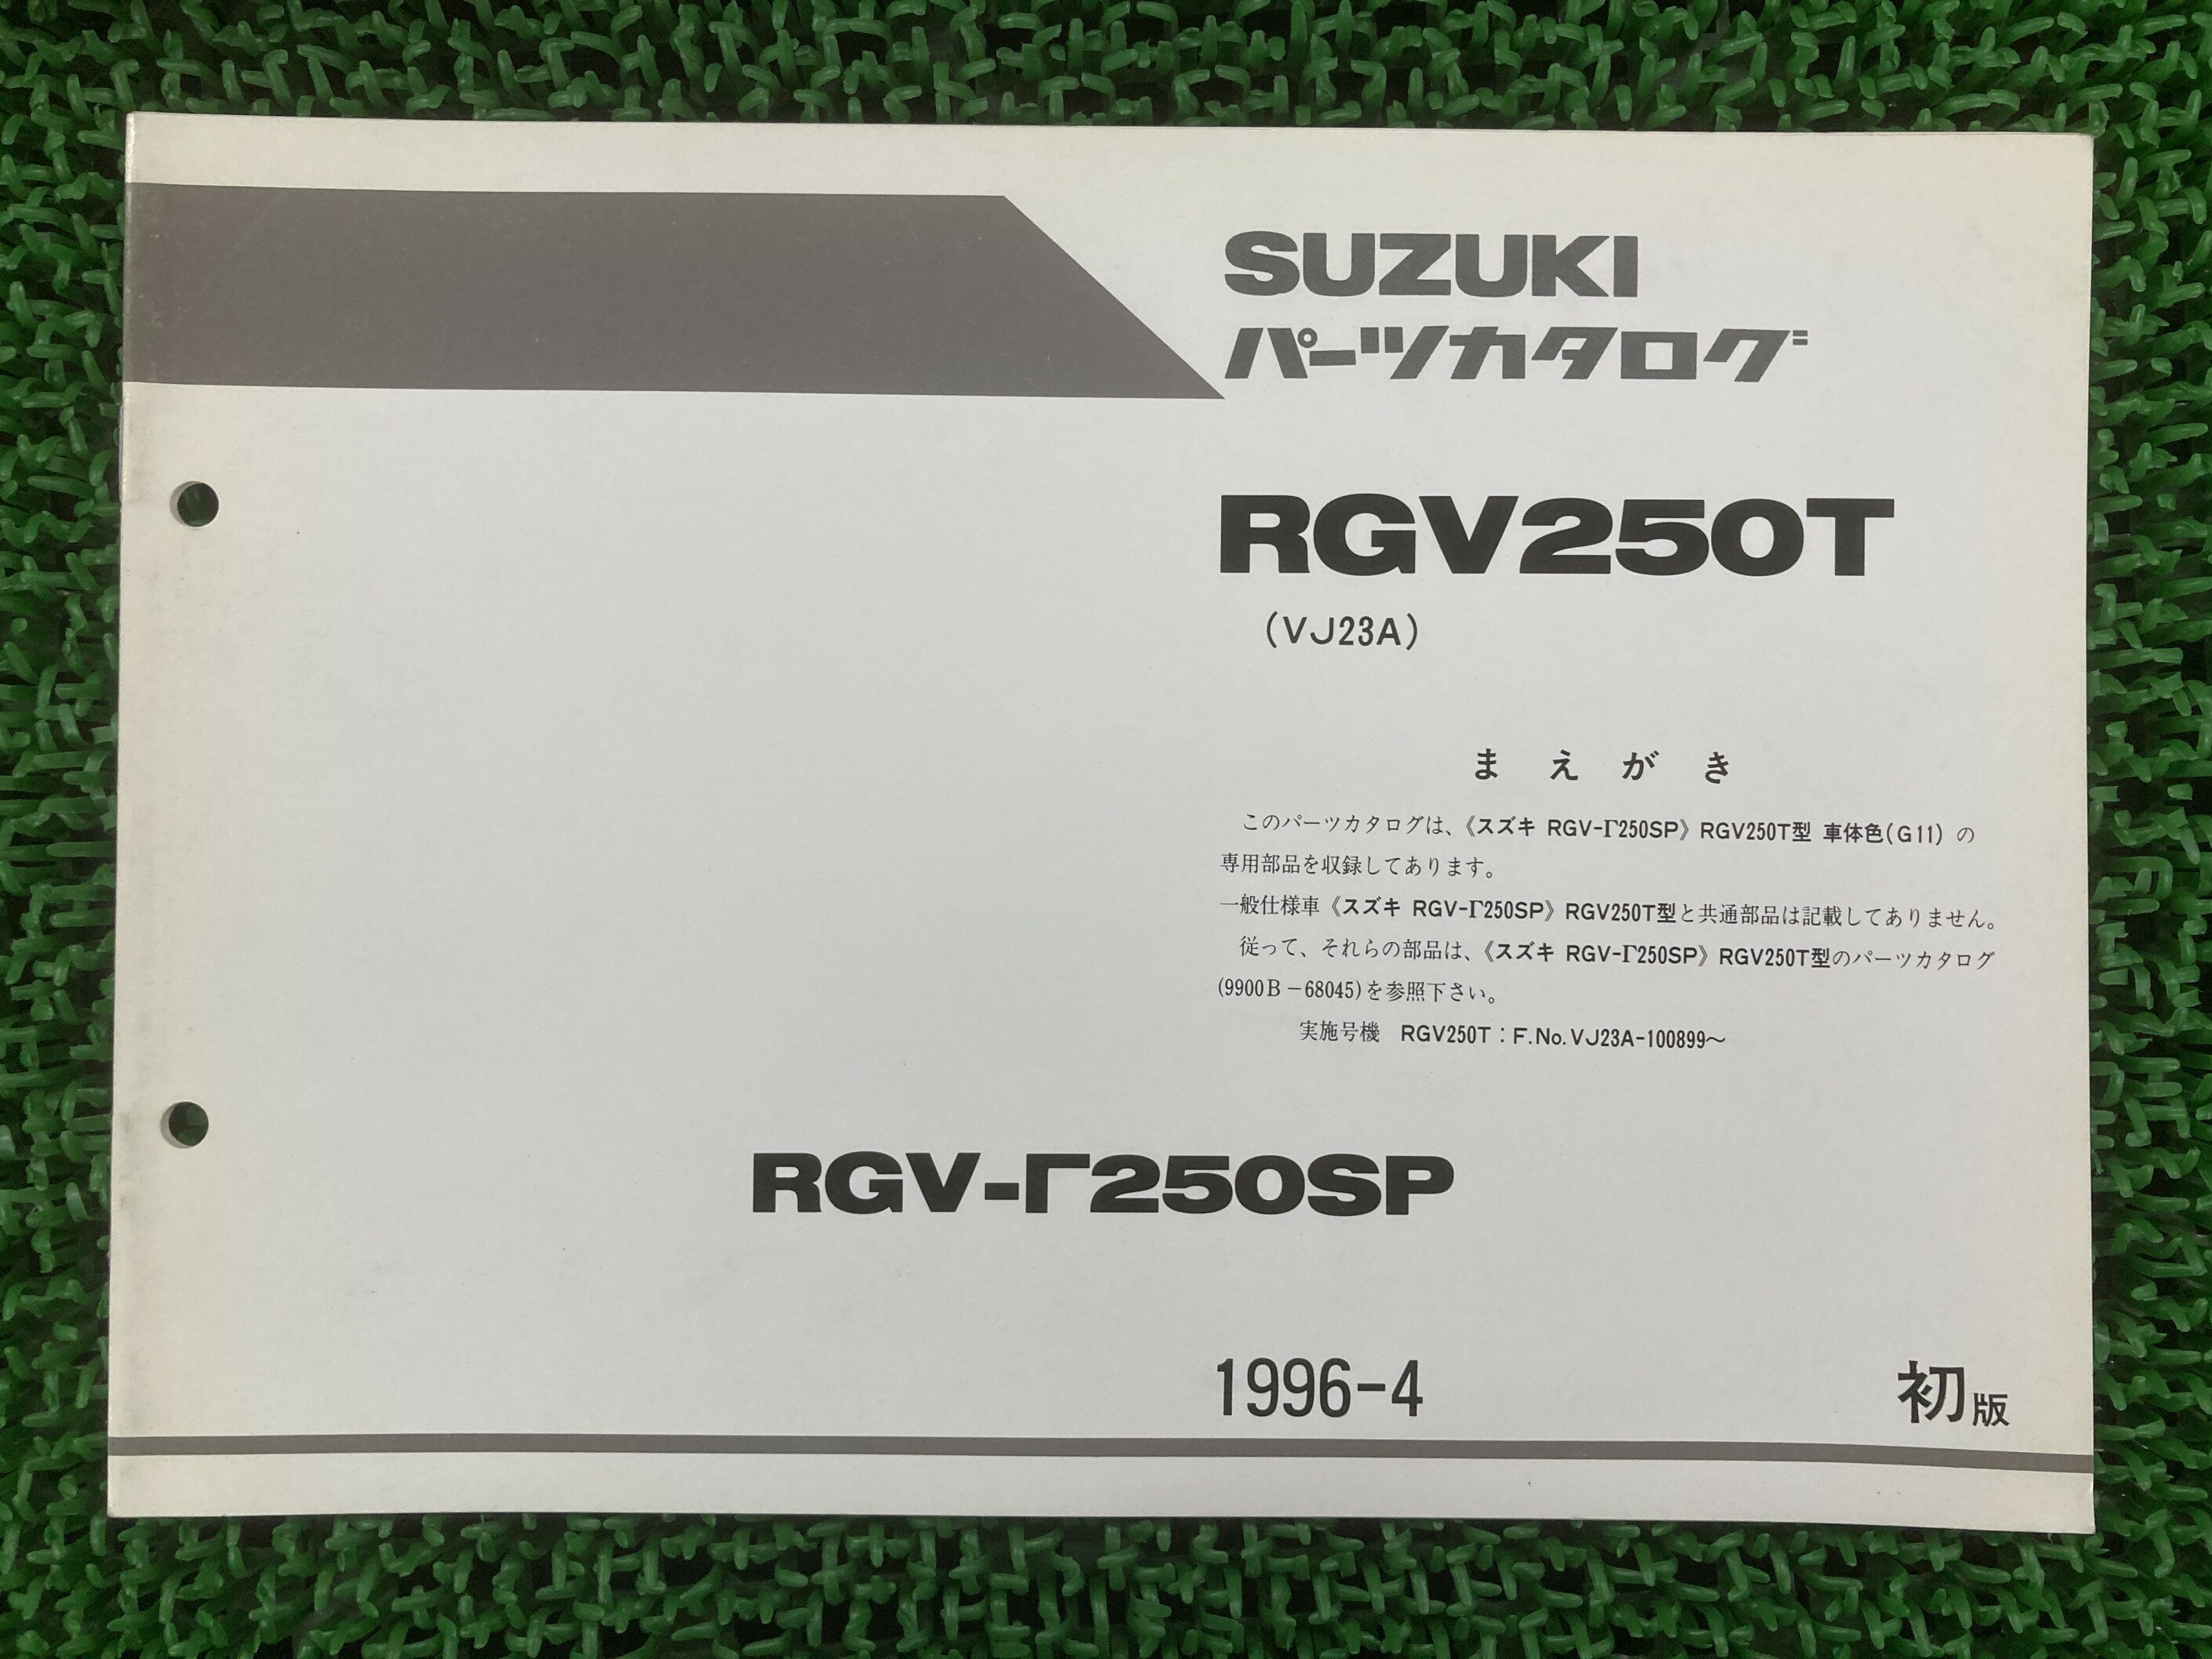 SUZUKI
パーツカタログ
RGV250T
(VJ23A)
まえがき
このパーツカタログは、《スズキ RGV-Γ250SP》RGV250T型 車体色(G11) の
専用部品を収録してあります。
一般仕様車《スズキ RGV-Γ250SP》RGV250T型と共通部品は記載してありません。
従って、それらの部品は、《スズキ RGV-Γ250SP》RGV250T型のパーツカタログ
(9900B-68045)を参照下さい。
実施号機 RGV250T：F.No.VJ23A-100899～
RGV-Γ250SP
1996-4 初版